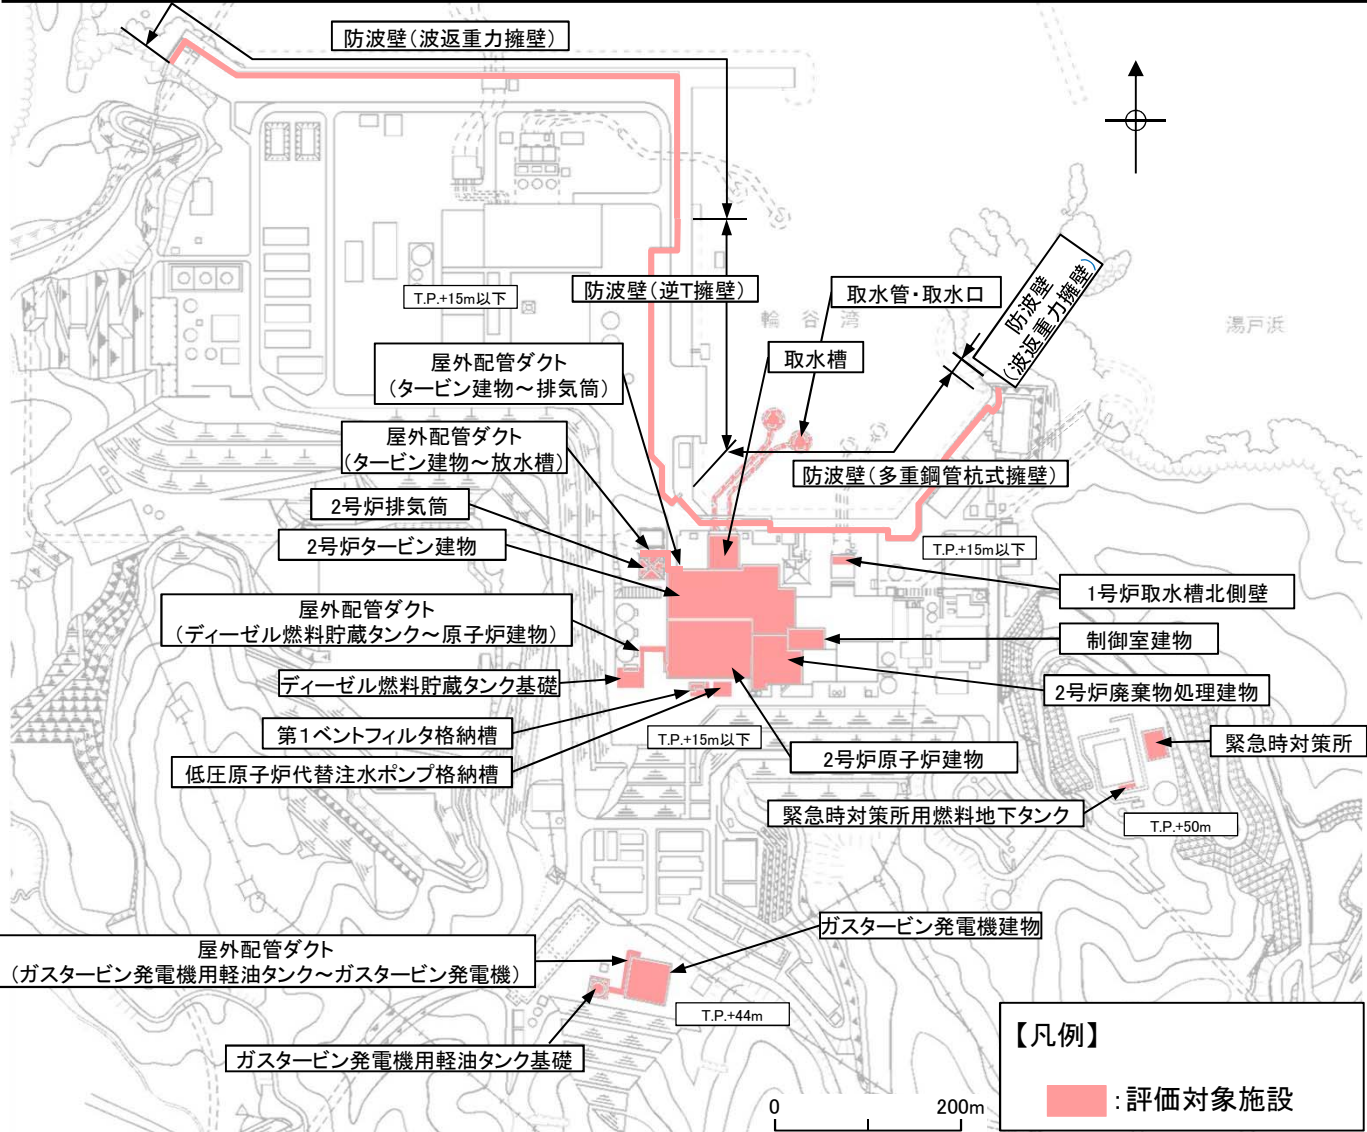 防波壁(波返重力擁壁)
防波壁(逆T擁壁)
取水管・取水口
防波壁
(波返重力擁壁)
T.P.+15m以下
輪谷湾
湯戸浜
取水槽
屋外配管ダクト
(タービン建物～排気筒)
屋外配管ダクト
(タービン建物～放水槽)
防波壁(多重鋼管杭式擁壁)
2号炉排気筒
2号炉タービン建物
T.P.+15m以下
1号炉取水槽北側壁
屋外配管ダクト
(ディーゼル燃料貯蔵タンク～原子炉建物)
制御室建物
ディーゼル燃料貯蔵タンク基礎
2号炉廃棄物処理建物
第1ベントフィルタ格納槽
T.P.+15m以下
緊急時対策所
低圧原子炉代替注水ポンプ格納槽
2号炉原子炉建物
緊急時対策所用燃料地下タンク
T.P.+50m
ガスタービン発電機建物
屋外配管ダクト
(ガスタービン発電機用軽油タンク～ガスタービン発電機)
T.P.+44m
ガスタービン発電機用軽油タンク基礎
【凡例】
:評価対象施設
0 200m